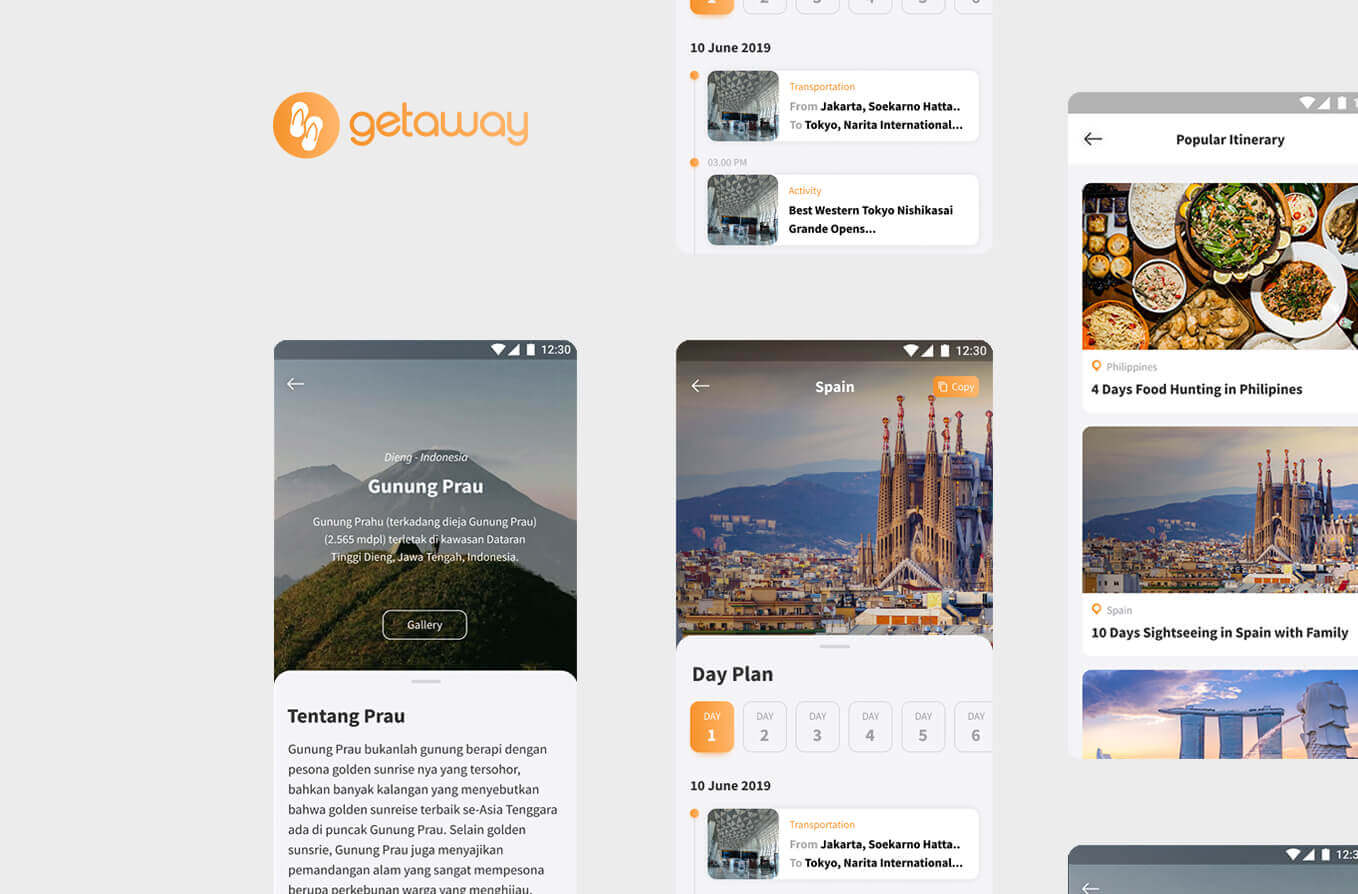 getaway
1
2
3
4
5
6
10 June 2019
Transportation
From Jakarta, Soekarno Hatta..
To Tokyo, Narita International...
03.00 PM
Activity
Best Western Tokyo Nishikasai
Grande Opens...
Popular Itinerary
Philippines
4 Days Food Hunting in Philipines
Spain
10 Days Sightseeing in Spain with Family
12:30
Dieng - Indonesia
Gunung Prau
Gunung Prahu (terkadang dieja Gunung Prau)
(2.565 mdpl) terletak di kawasan Dataran
Tinggi Dieng, Jawa Tengah, Indonesia.
Gallery
Tentang Prau
Gunung Prau bukanlah gunung berapi dengan
pesona golden sunrise nya yang tersohor,
bahkan banyak kalangan yang menyebutkan
bahwa golden sunreise terbaik se-Asia Tenggara
ada di puncak Gunung Prau. Selain golden
sunsrie, Gunung Prau juga menyajikan
pemandangan alam yang sangat mempesona
berupa perkebunan warga yang menghijau.
12:30
Spain
Copy
Day Plan
DAY
1
DAY
2
DAY
3
DAY
4
DAY
5
DAY
6
10 June 2019
Transportation
From Jakarta, Soekarno Hatta..
To Tokyo, Narita International...
12:3